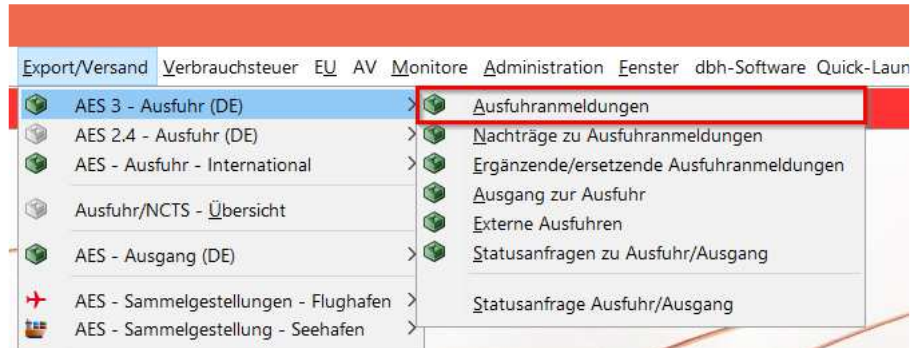 Export/Versand Verbrauchsteuer EU AV Monitore Administration Fenster dbh-Software
AES 3 - Ausfuhr (DE)
AES 2.4 - Ausfuhr (DE)
AES - Ausfuhr - International
Ausfuhr/NCTS - Übersicht
AES - Ausgang (DE)
AES - Sammelgestellungen - Flughafen
AES - Sammelgestellung - Seehafen
Ausfuhranmeldungen
Nachträge zu Ausfuhranmeldungen
Ergänzende/ersetzende Ausfuhranmeldungen
Ausgang zur Ausfuhr
Externe Ausfuhren
Statusanfragen zu Ausfuhr/Ausgang
Statusanfrage Ausfuhr/Ausgang